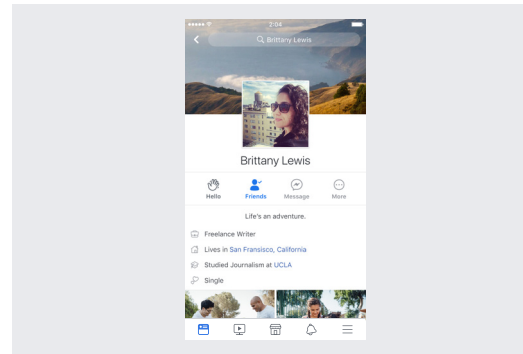 2:04
Brittany Lewis
Brittany Lewis
Hello Friends Message More
Life's an adventure.
Freelance Writer
Lives in San Fransisco, California
Studied Journalism at UCLA
Single